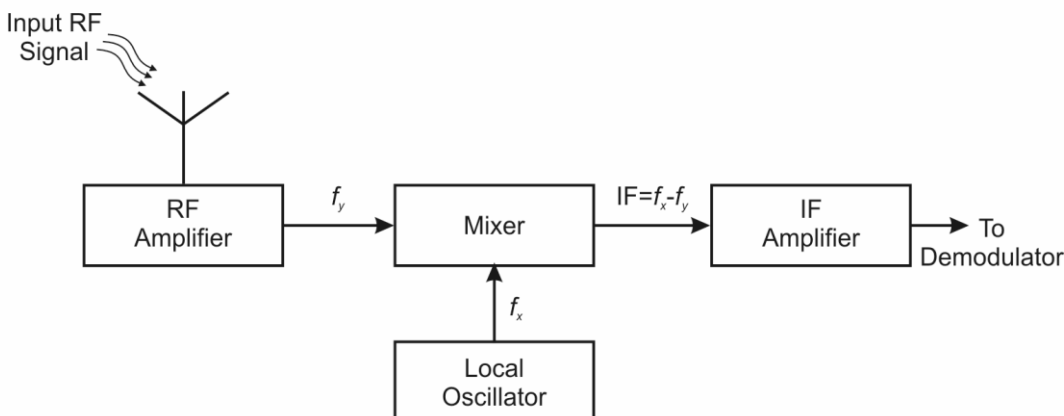 Input RF
Signal
RF
Amplifier
f_y
Mixer
IF=f_x-f_y
IF
Amplifier
To
Demodulator
f_x
Local
Oscillator